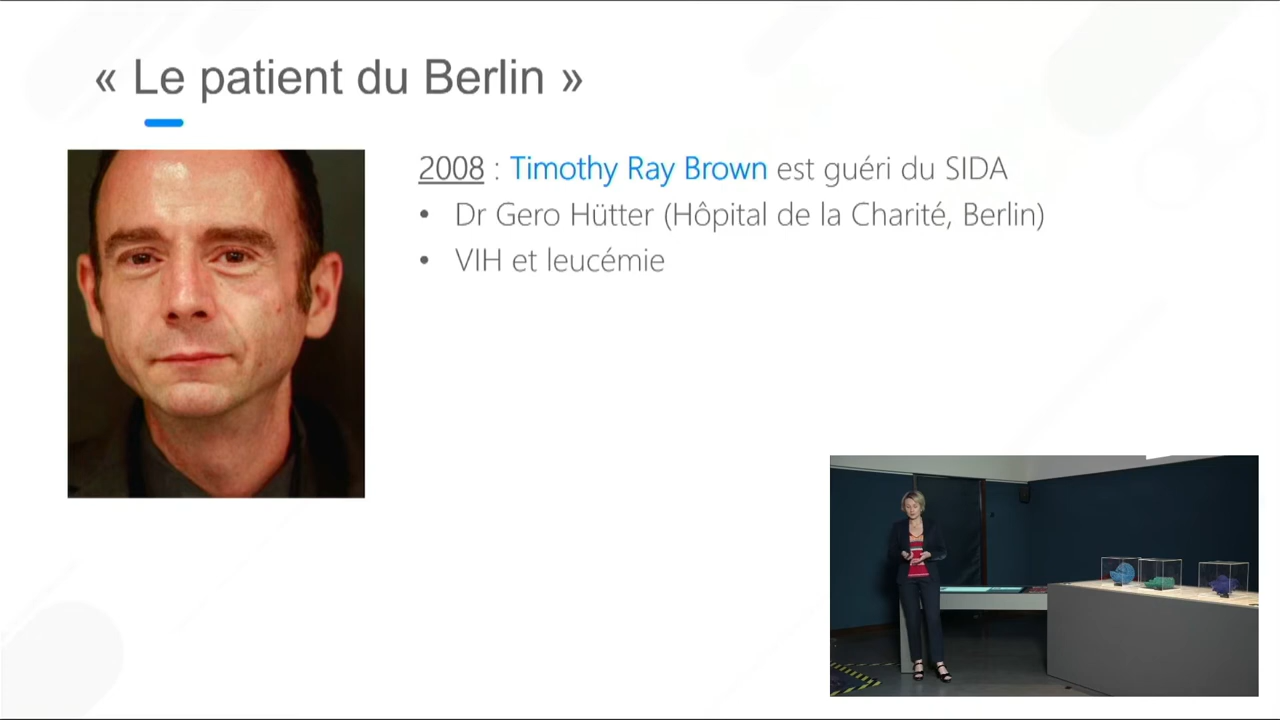 « Le patient du Berlin »
2008 : Timothy Ray Brown est guéri du SIDA
• Dr Gero Hütter (Hôpital de la Charité, Berlin)
• VIH et leucémie